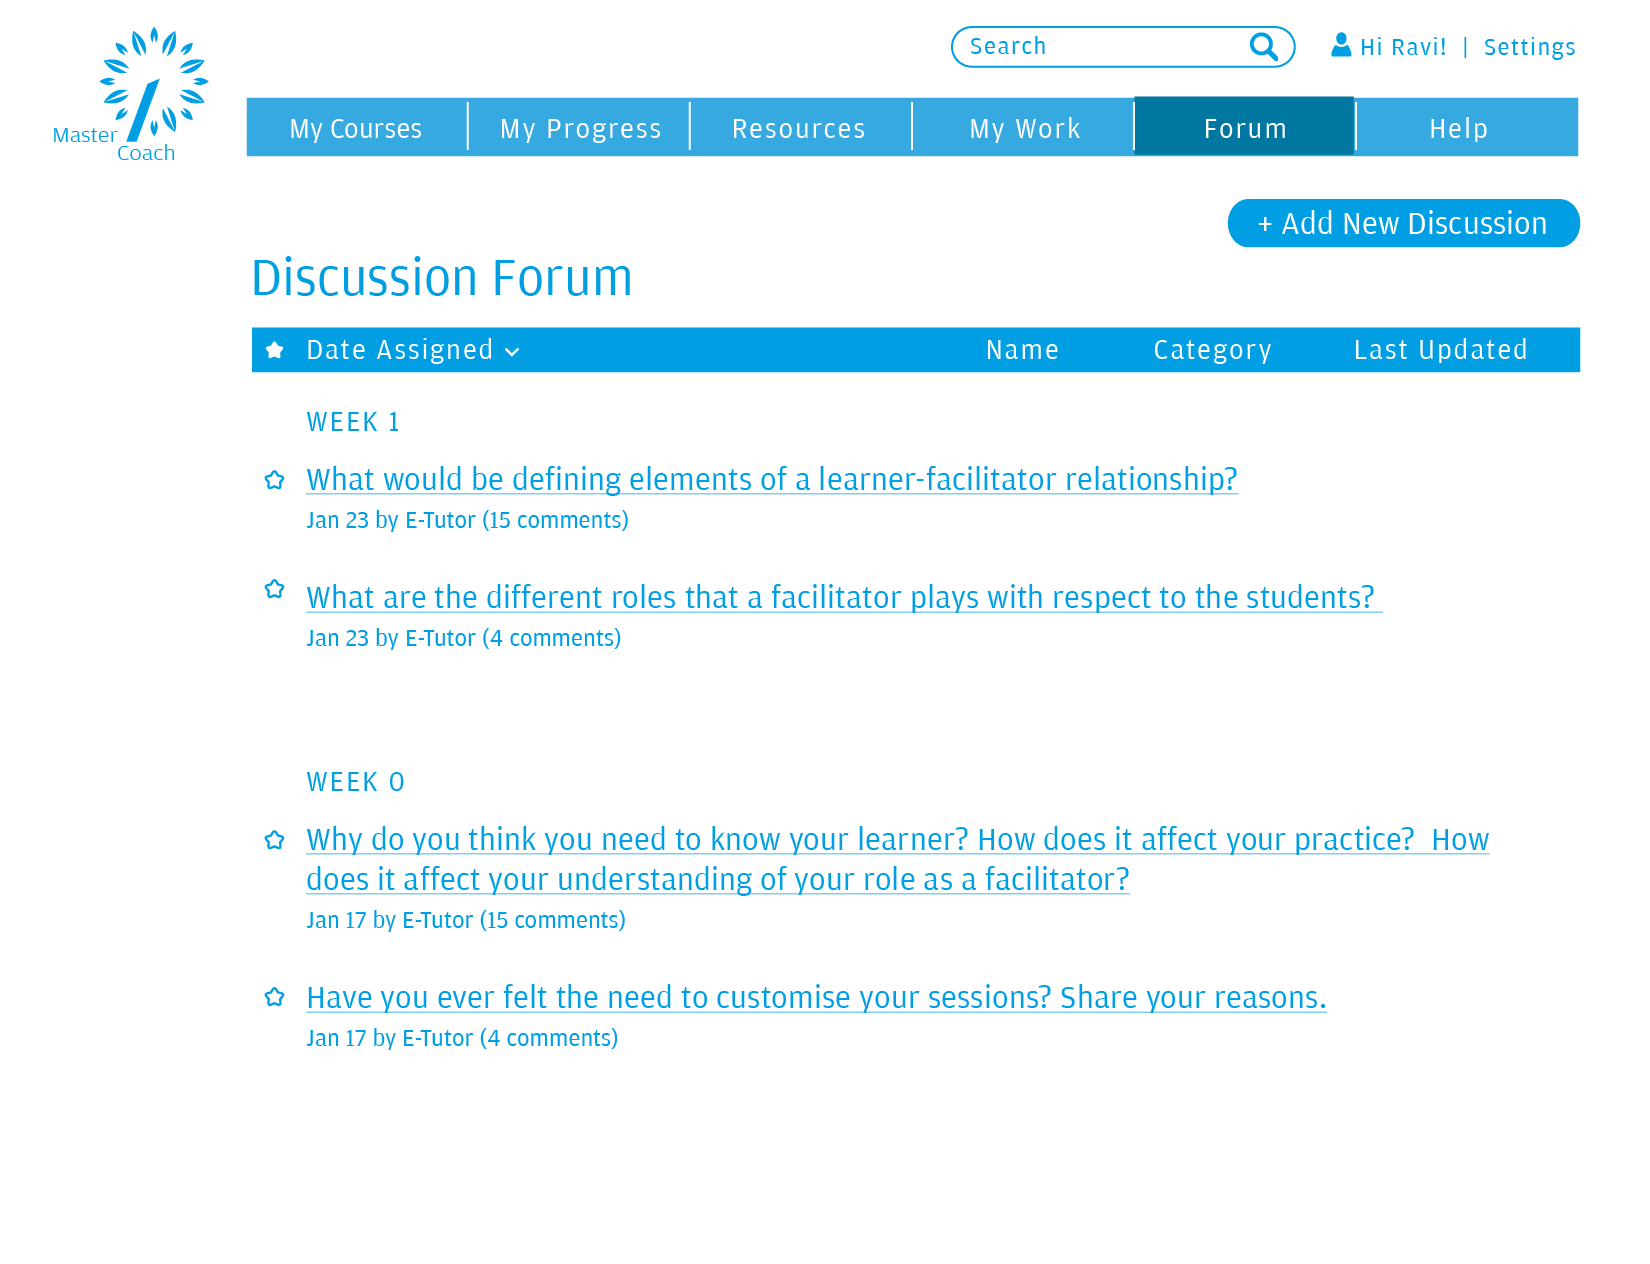 Master
Coach
Search
Hi Ravi! | Settings
My Courses My Progress Resources My Work Forum Help
+ Add New Discussion
Discussion Forum
Date Assigned Name Category Last Updated
WEEK 1
What would be defining elements of a learner-facilitator relationship?
Jan 23 by E-Tutor (15 comments)
What are the different roles that a facilitator plays with respect to the students?
Jan 23 by E-Tutor (4 comments)
WEEK 0
Why do you think you need to know your learner? How does it affect your practice?  How
does it affect your understanding of your role as a facilitator?
Jan 17 by E-Tutor (15 comments)
Have you ever felt the need to customise your sessions? Share your reasons.
Jan 17 by E-Tutor (4 comments)